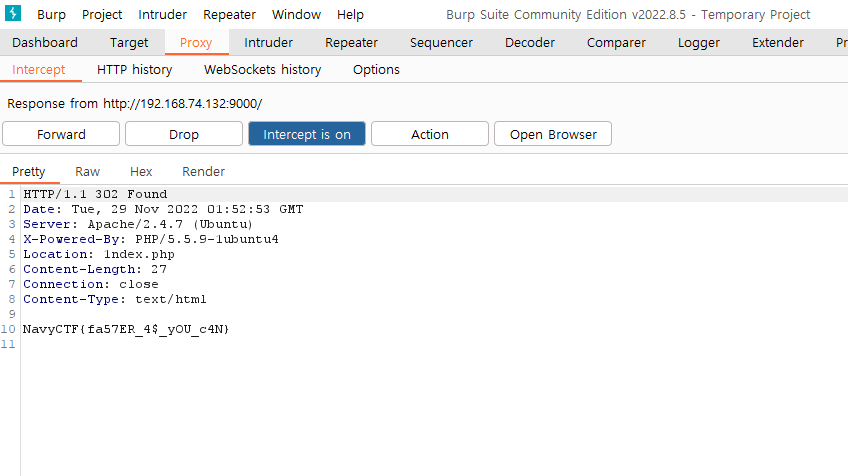 Burp Project Intruder Repeater Window Help Burp Suite Community Edition v2022.8.5 - Temporary Project
Dashboard Target Proxy Intruder Repeater Sequencer Decoder Comparer Logger Extender Pr
Intercept HTTP history WebSockets history Options
Response from http://192.168.74.132:9000/
Forward Drop Intercept is on Action Open Browser
Pretty Raw Hex Render
1 HTTP/1.1 302 Found
2 Date: Tue, 29 Nov 2022 01:52:53 GMT
3 Server: Apache/2.4.7 (Ubuntu)
4 X-Powered-By: PHP/5.5.9-1ubuntu4
5 Location: 1ndex.php
6 Content-Length: 27
7 Connection: close
8 Content-Type: text/html
9
10 NavyCTF{fa57ER_4$_yOU_c4N}
11